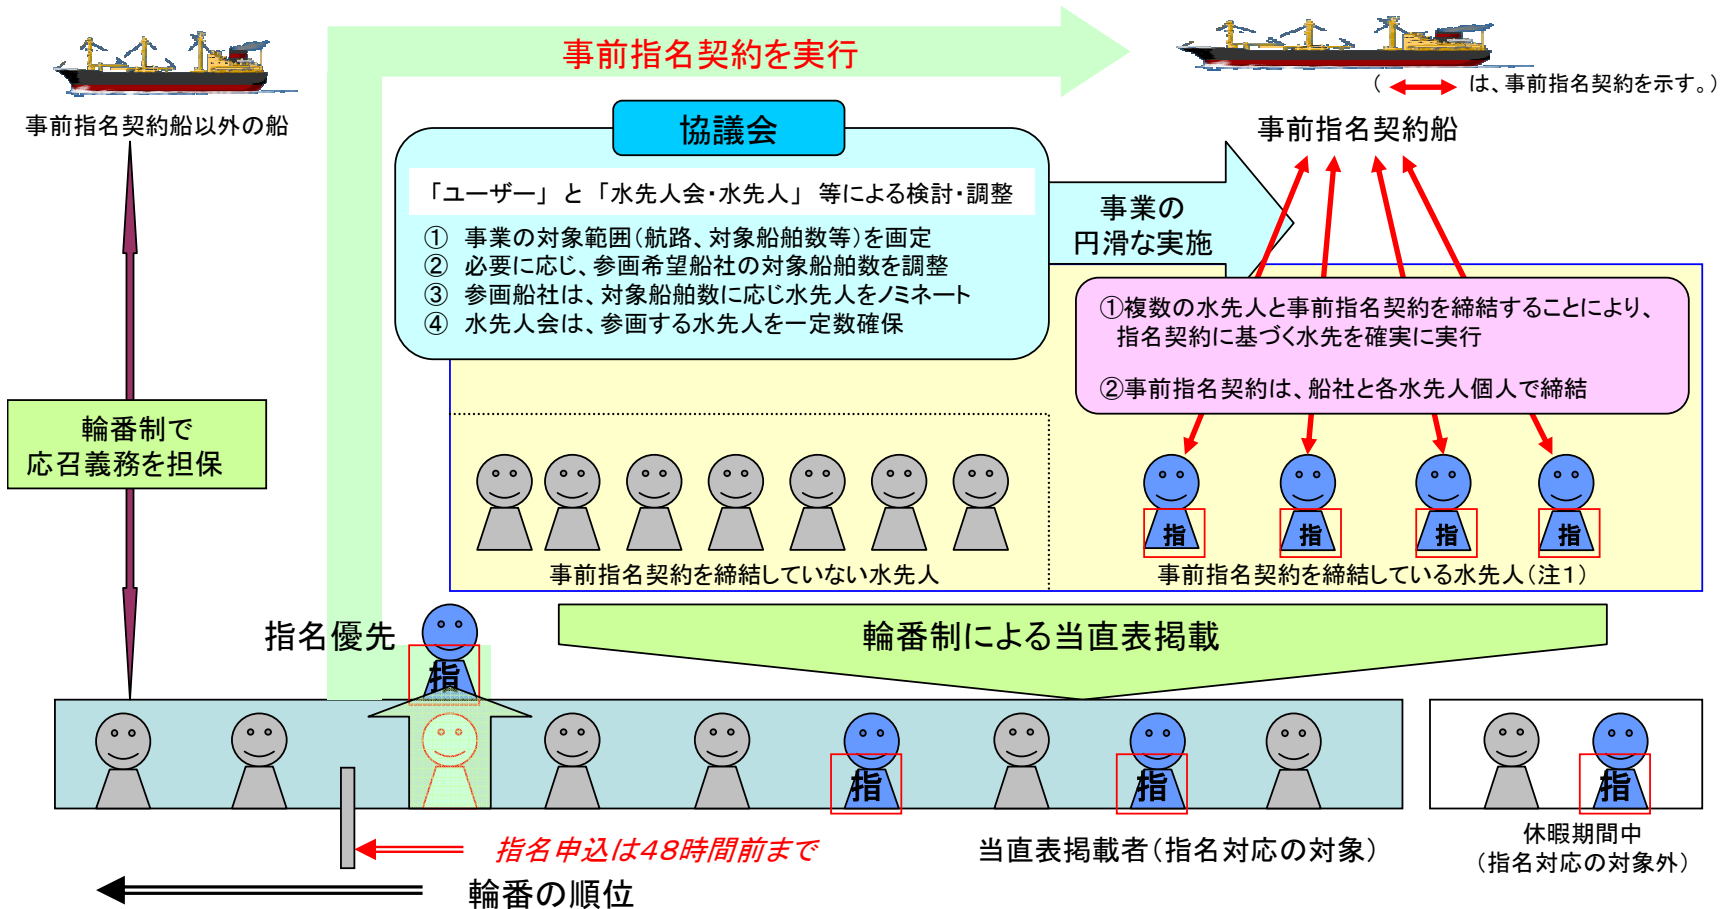 事前指名契約を実行
( は、事前指名契約を示す。)
事前指名契約船以外の船
事前指名契約船
協議会
「ユーザー」 と 「水先人会・水先人」 等による検討・調整
① 事業の対象範囲(航路、対象船舶数等)を画定
② 必要に応じ、参画希望船社の対象船舶数を調整
③ 参画船社は、対象船舶数に応じ水先人をノミネート
④ 水先人会は、参画する水先人を一定数確保
事業の
円滑な実施
①複数の水先人と事前指名契約を締結することにより、
指名契約に基づく水先を確実に実行
②事前指名契約は、船社と各水先人個人で締結
輪番制で
応召義務を担保
指 指 指 指
事前指名契約を締結していない水先人
事前指名契約を締結している水先人(注1)
指名優先
指
輪番制による当直表掲載
指 指 指
指名申込は48時間前まで
当直表掲載者(指名対応の対象)
休暇期間中
(指名対応の対象外)
輪番の順位